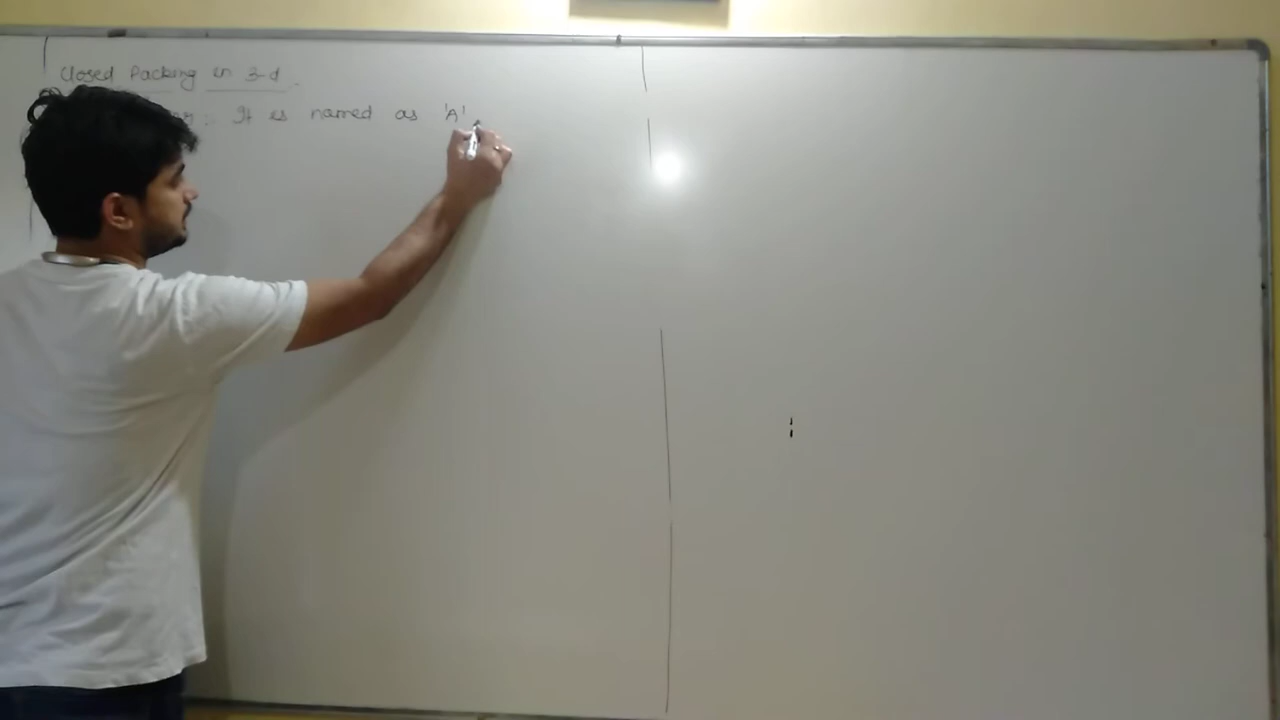 Closed Packing in 3-d.
:- It is named as 'A'